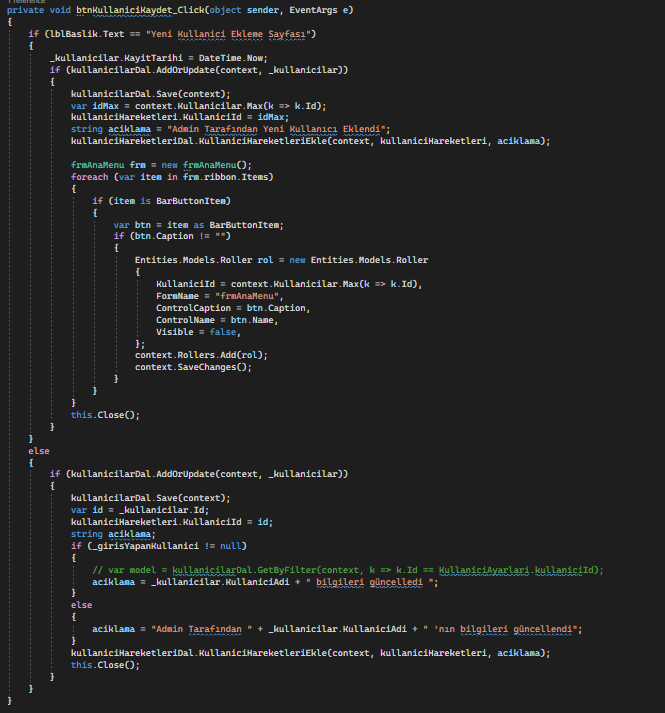 1 reference
private void btnKullaniciKaydet_Click(object sender, EventArgs e)
{
if (lblBaslik.Text == "Yeni Kullanici Ekleme Sayfası")
{
_kullanicilar.KayitTarihi = DateTime.Now;
if (kullanicilarDal.AddOrUpdate(context, _kullanicilar))
{
kullanicilarDal.Save(context);
var idMax = context.Kullanicilar.Max(k => k.Id);
kullaniciHareketleri.KullaniciId = idMax;
string aciklama = "Admin Tarafından Yeni Kullanıcı Eklendi";
kullaniciHareketleriDal.KullaniciHareketleriEkle(context, kullaniciHareketleri, aciklama);
frmAnaMenu frm = new frmAnaMenu();
foreach (var item in frm.ribbon.Items)
{
if (item is BarButtonItem)
{
var btn = item as BarButtonItem;
if (btn.Caption != "")
{
Entities.Models.Roller rol = new Entities.Models.Roller
{
KullaniciId = context.Kullanicilar.Max(k => k.Id),
FormName = "frmAnaMenu",
ControlCaption = btn.Caption,
ControlName = btn.Name,
Visible = false,
};
context.Rollers.Add(rol);
context.SaveChanges();
}
}
}
this.Close();
}
}
else
{
if (kullanicilarDal.AddOrUpdate(context, _kullanicilar))
{
kullanicilarDal.Save(context);
var id = _kullanicilar.Id;
kullaniciHareketleri.KullaniciId = id;
string aciklama;
if (_girisYapanKullanici != null)
{
// var model = kullanicilarDal.GetByFilter(context, k => k.Id == KullaniciAyarlari.kullaniciId);
aciklama = _kullanicilar.KullaniciAdi + " bilgileri güncelledi ";
}
else
{
aciklama = "Admin Tarafından " + _kullanicilar.KullaniciAdi + " 'nın bilgileri güncellendi";
}
kullaniciHareketleriDal.KullaniciHareketleriEkle(context, kullaniciHareketleri, aciklama);
this.Close();
}
}
}